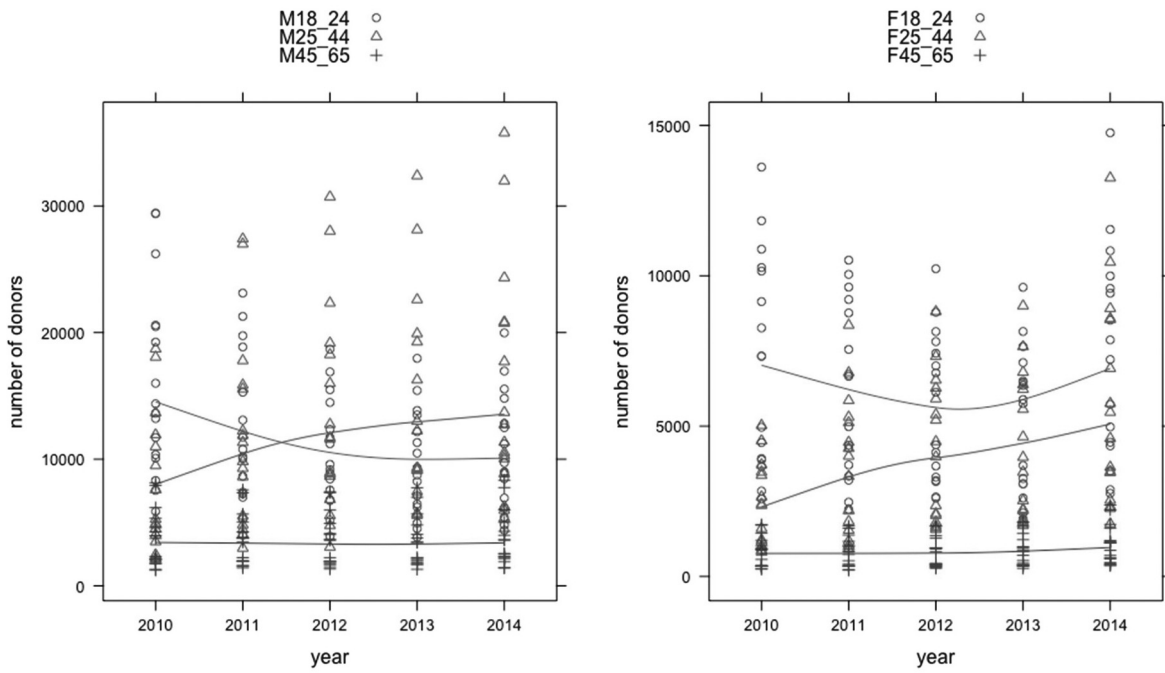 M18_24
M25_44
M45_65
number of donors
30000
20000
10000
0
2010 2011 2012 2013 2014
year
F18_24
F25_44
F45_65
number of donors
15000
10000
5000
0
2010 2011 2012 2013 2014
year